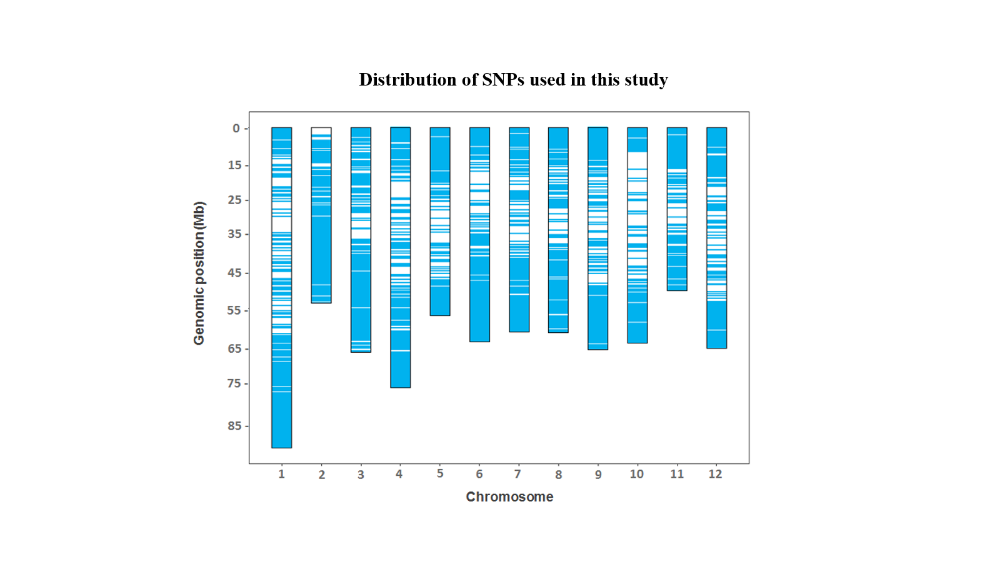 Distribution of SNPs used in this study
Genomic position (Mb)
0 -
15 -
25 -
35 -
45 -
55 -
65 -
75 -
85 -
1 2 3 4 5 6 7 8 9 10 11 12
Chromosome